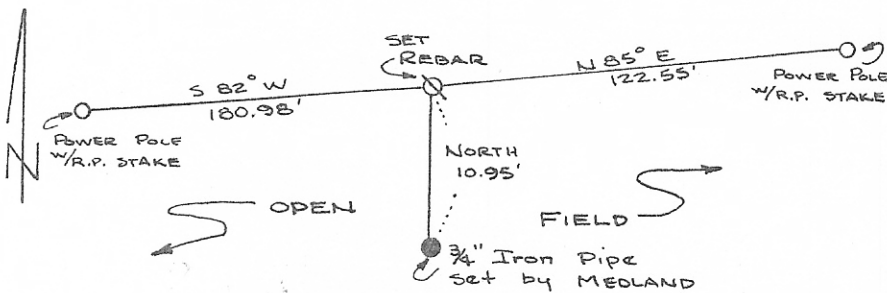 SET
REBAR
S 82° W
180.98'
N 85° E
122.55'
POWER POLE
W/R.P. STAKE
POWER POLE
W/R.P. STAKE
N
NORTH
10.95'
OPEN
FIELD
3/4" Iron Pipe
set by MEDLAND